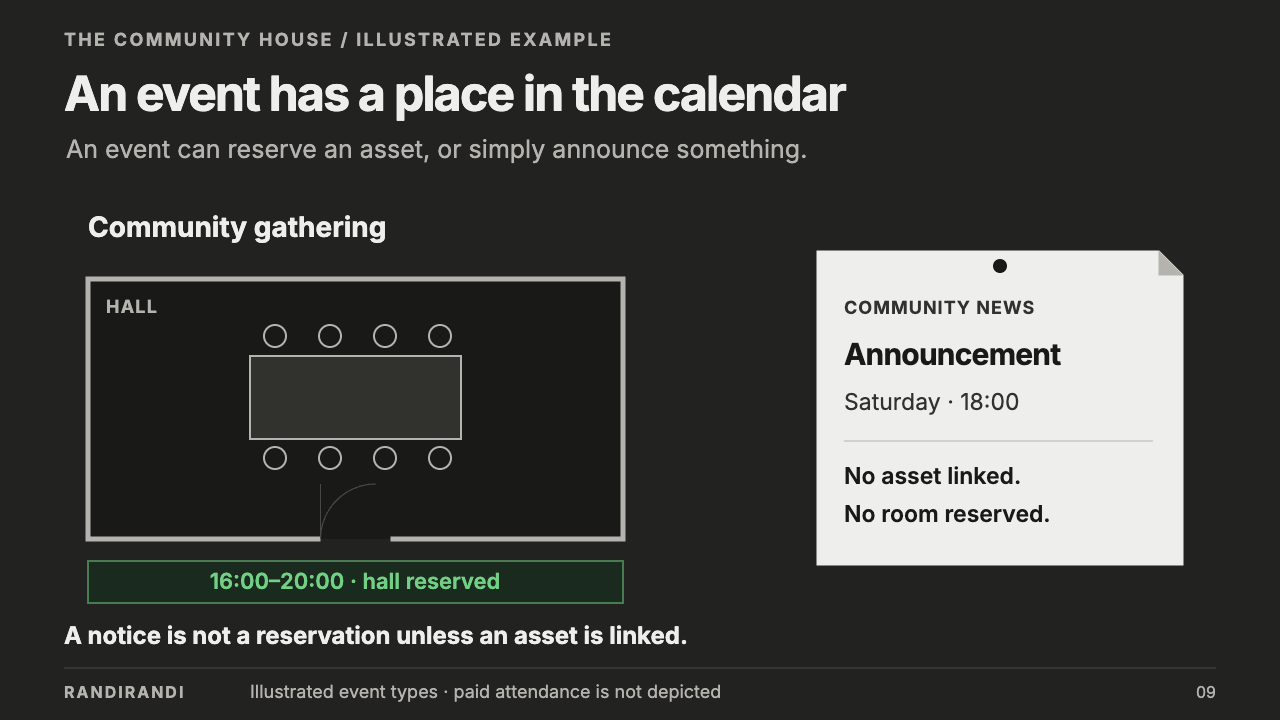 THE COMMUNITY HOUSE / ILLUSTRATED EXAMPLE
An event has a place in the calendar
An event can reserve an asset, or simply announce something.
Community gathering
HALL
16:00–20:00 · hall reserved
COMMUNITY NEWS
Announcement
Saturday · 18:00
No asset linked.
No room reserved.
A notice is not a reservation unless an asset is linked.
RANDIRANDI
Illustrated event types · paid attendance is not depicted
09